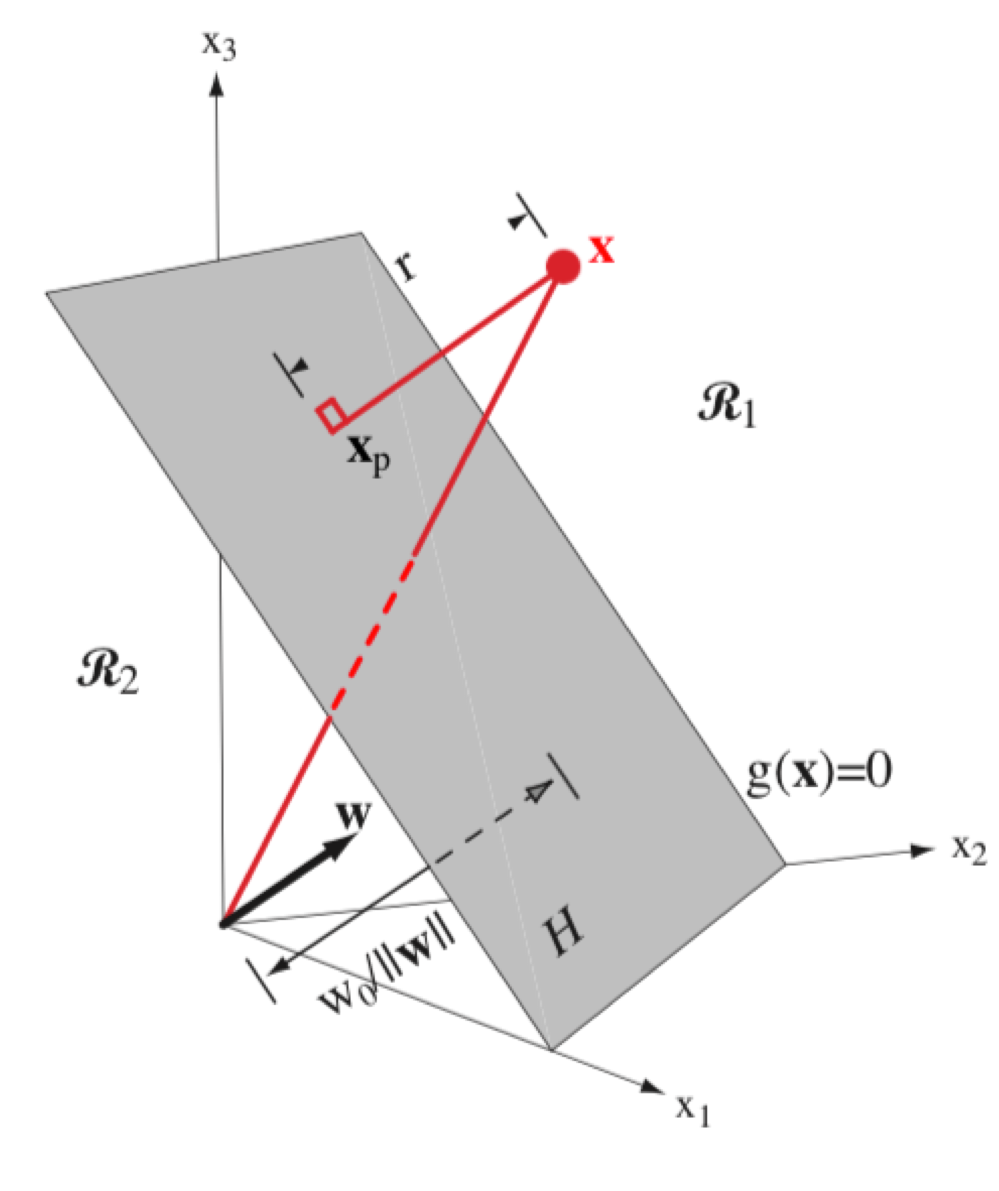 x₃
x
r
ℛ₁
xₚ
ℛ₂
g(x)=0
w
x₂
H
w₀/||w||
x₁